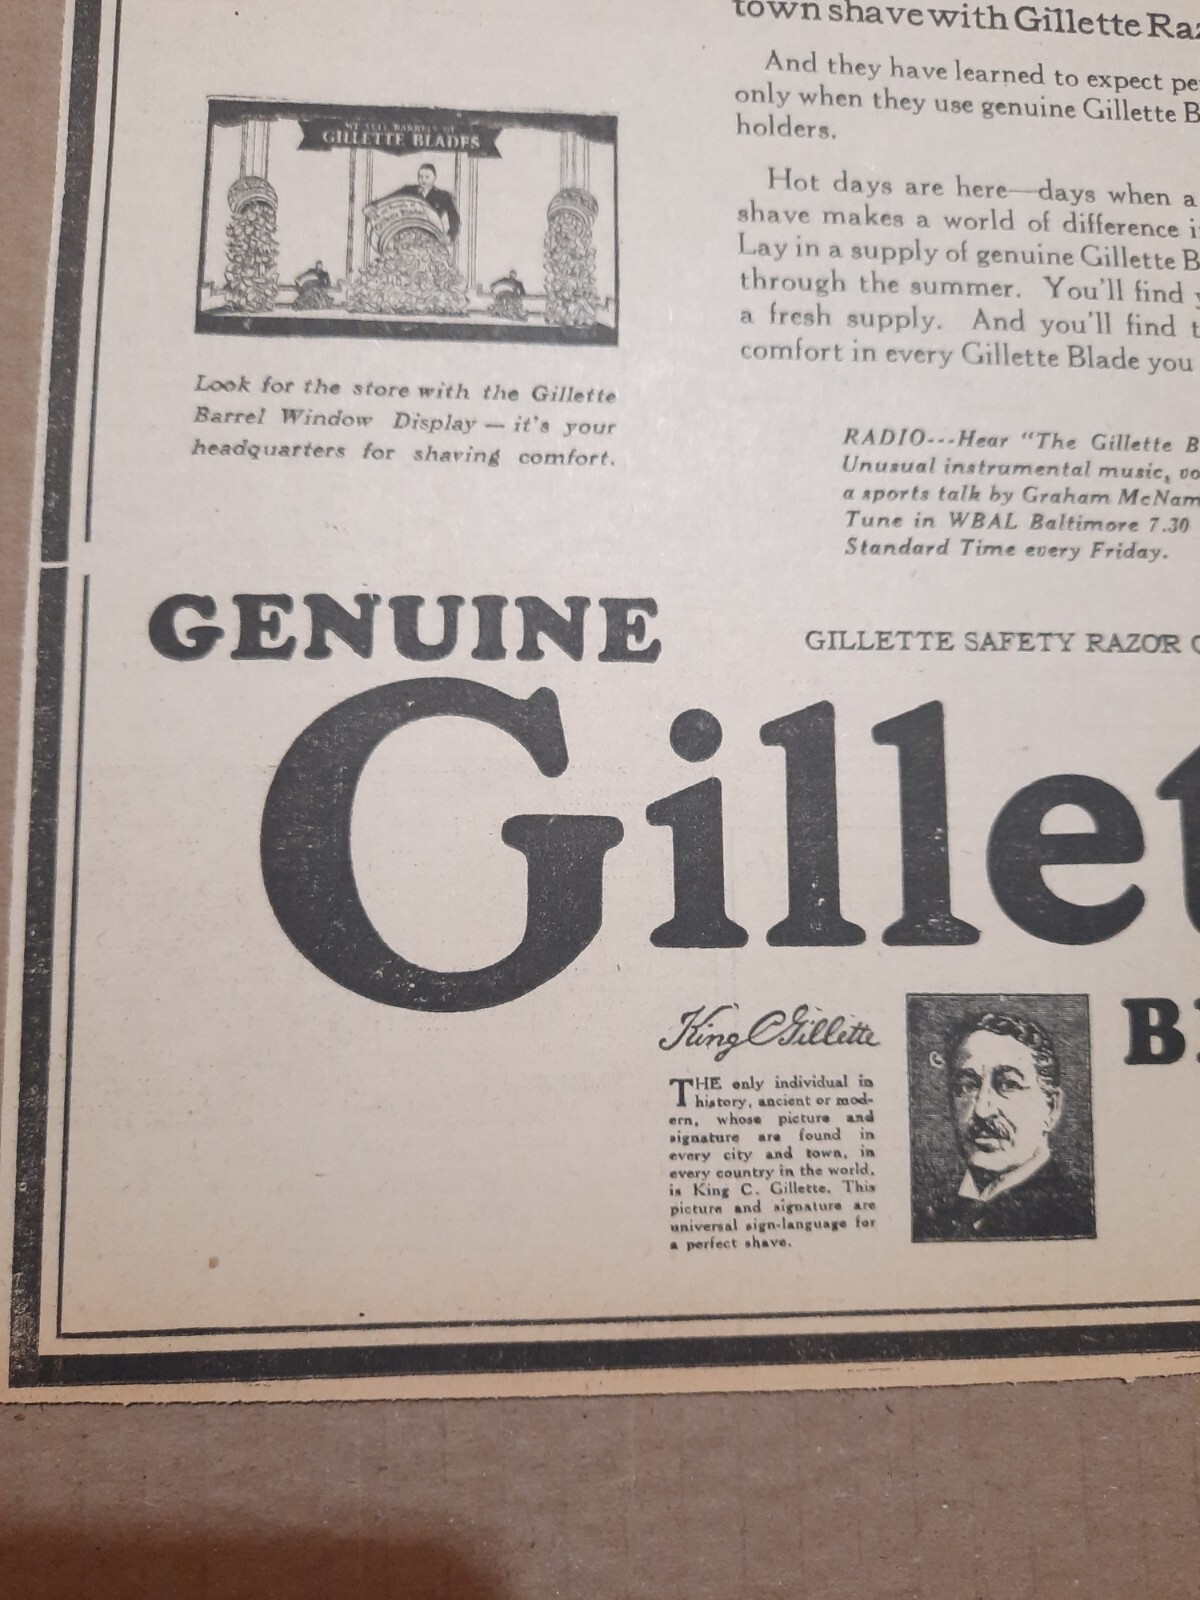 town shave with Gillette Raz
And they have learned to expect pe
only when they use genuine Gillette B
holders.
Hot days are here—days when a
shave makes a world of difference i
Lay in a supply of genuine Gillette B
through the summer. You'll find y
a fresh supply. And you'll find t
comfort in every Gillette Blade you
WE SELL BARRELS OF
GILLETTE BLADES
Look for the store with the Gillette
Barrel Window Display — it's your
headquarters for shaving comfort.
RADIO---Hear "The Gillette B
Unusual instrumental music, vo
a sports talk by Graham McNam
Tune in WBAL Baltimore 7.30
Standard Time every Friday.
GENUINE
GILLETTE SAFETY RAZOR C
Gillet
BL
King C Gillette
THE only individual in
history, ancient or mod-
ern, whose picture and
signature are found in
every city and town, in
every country in the world,
is King C. Gillette. This
picture and signature are
universal sign-language for
a perfect shave.